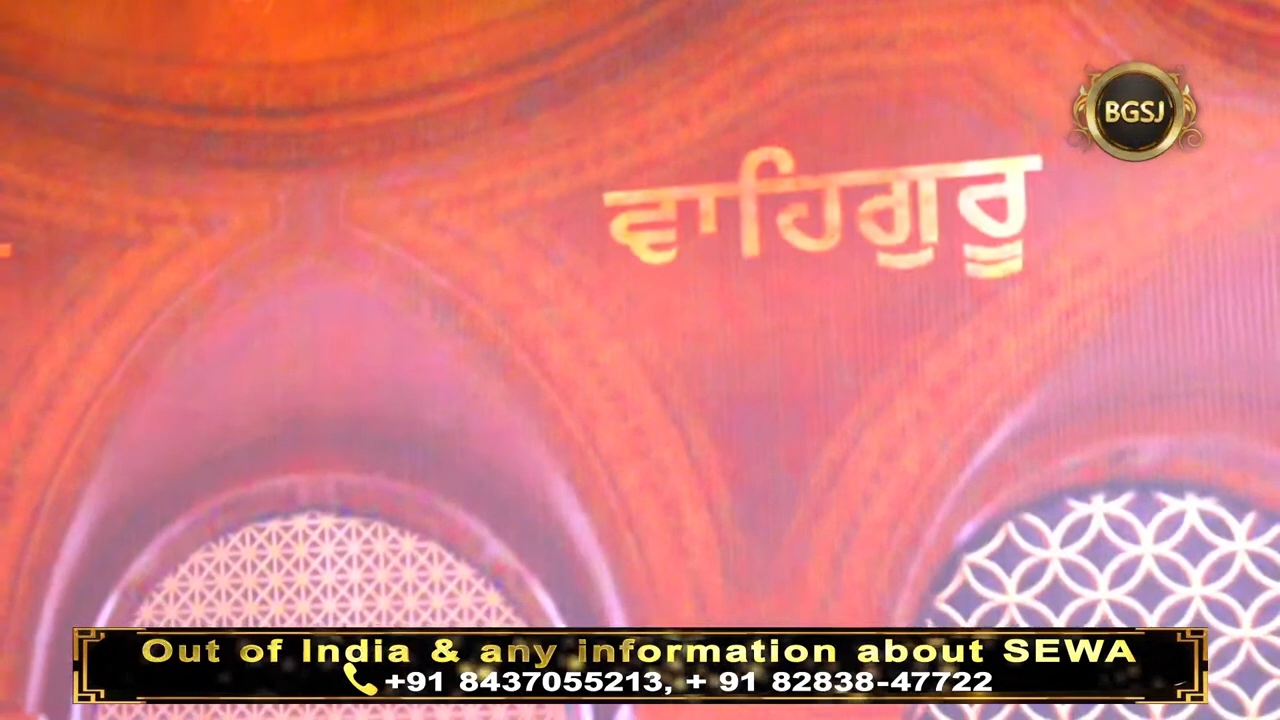 BGSJ
ਵਾਹਿਗੁਰੂ
Out of India & any information about SEWA
+91 8437055213, + 91 82838-47722